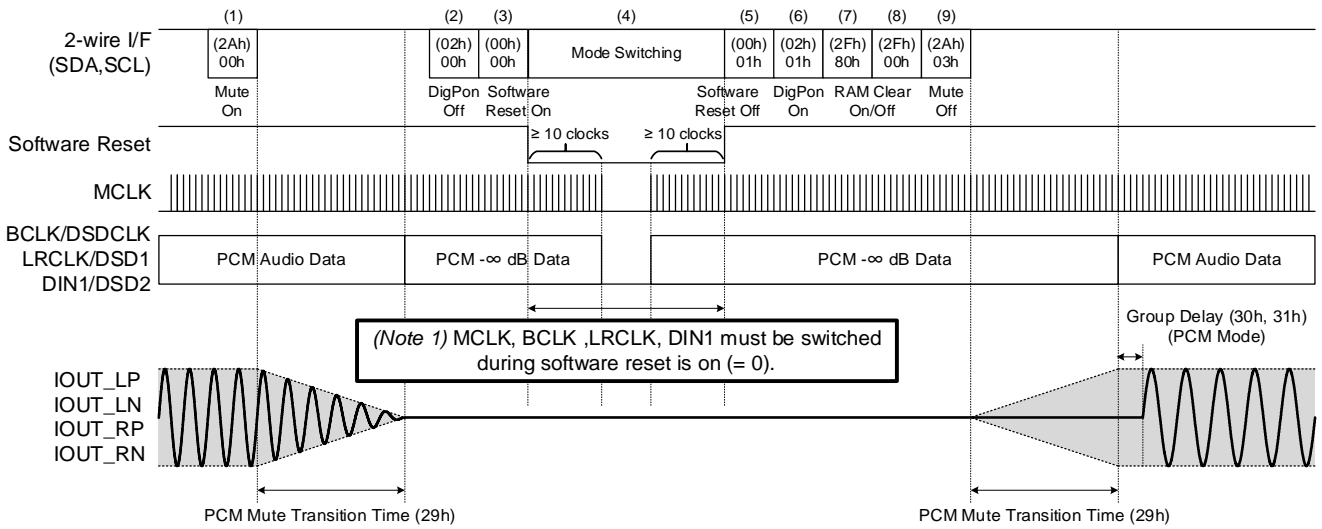 (1) (2) (3) (4) (5) (6) (7) (8) (9)
2-wire I/F
(SDA,SCL)
(2Ah) (02h) (00h) Mode Switching (00h) (02h) (2Fh) (2Fh) (2Ah)
00h 00h 00h 01h 01h 80h 00h 03h
Mute DigPon Software Software DigPon RAM Clear Mute
On Off Reset On Reset Off On On/Off Off
≥ 10 clocks ≥ 10 clocks
Software Reset
MCLK
BCLK/DSDCLK
LRCLK/DSD1 PCM Audio Data PCM -∞ dB Data PCM -∞ dB Data PCM Audio Data
DIN1/DSD2
Group Delay (30h, 31h)
(PCM Mode)
(Note 1) MCLK, BCLK ,LRCLK, DIN1 must be switched
during software reset is on (= 0).
IOUT_LP
IOUT_LN
IOUT_RP
IOUT_RN
PCM Mute Transition Time (29h) PCM Mute Transition Time (29h)